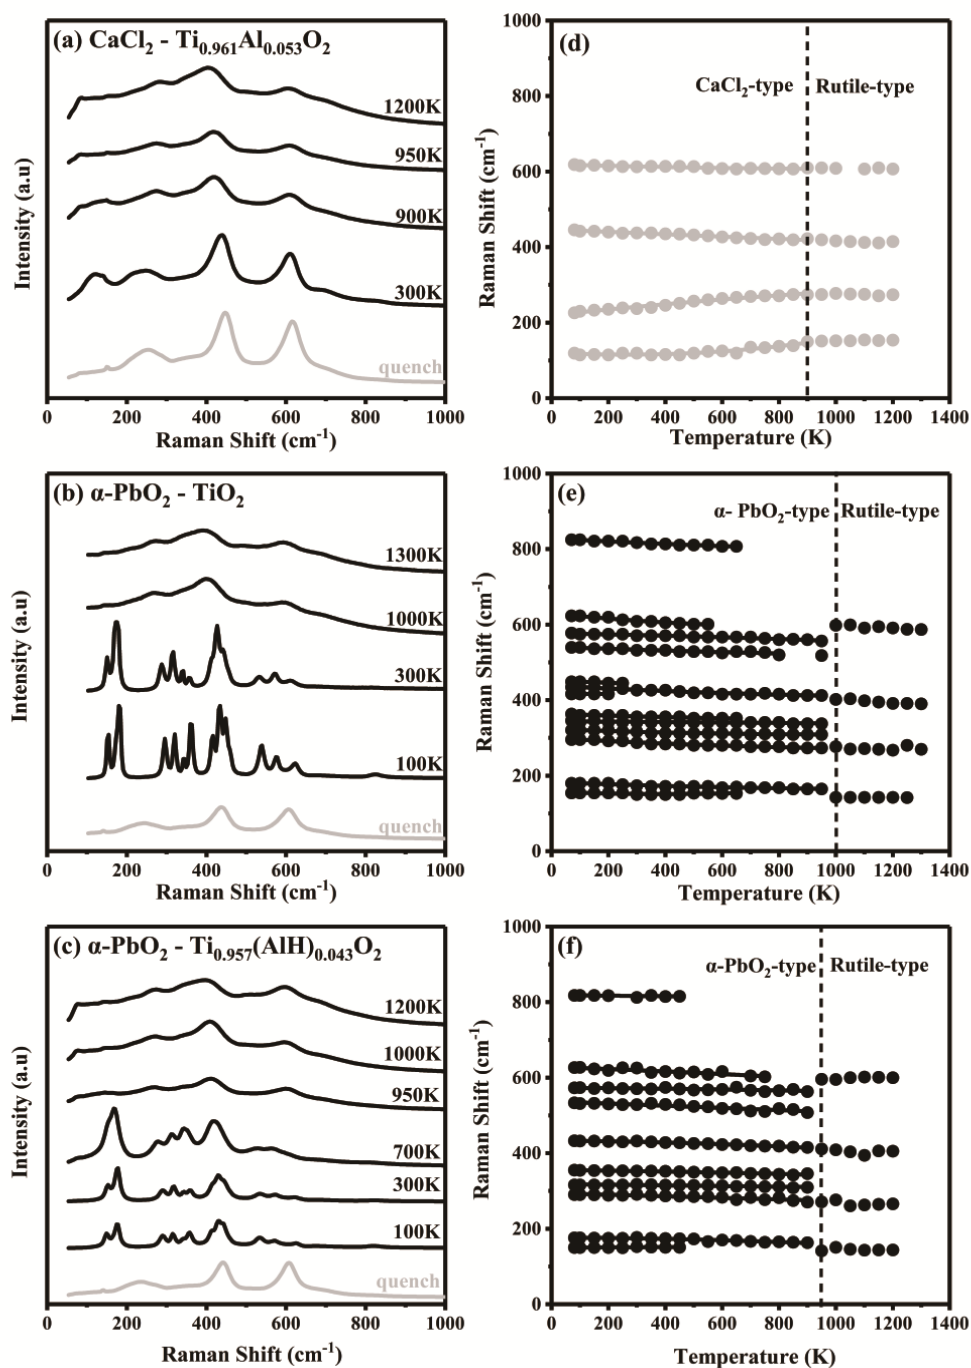 (a) CaCl2 - Ti0.961Al0.053O2
1200K
950K
900K
300K
quench
Intensity (a.u)
0 200 400 600 800 1000
Raman Shift (cm-1)
(d)
CaCl2-type Rutile-type
1000
800
600
400
200
0
Raman Shift (cm-1)
0 200 400 600 800 1000 1200 1400
Temperature (K)
(b) α-PbO2 - TiO2
1300K
1000K
300K
100K
quench
Intensity (a.u)
0 200 400 600 800 1000
Raman Shift (cm-1)
(e)
α- PbO2-type Rutile-type
1000
800
600
400
200
0
Raman Shift (cm-1)
0 200 400 600 800 1000 1200 1400
Temperature (K)
(c) α-PbO2 - Ti0.957(AlH)0.043O2
1200K
1000K
950K
700K
300K
100K
quench
Intensity (a.u)
0 200 400 600 800 1000
Raman Shift (cm-1)
(f)
α-PbO2-type Rutile-type
1000
800
600
400
200
0
Raman Shift (cm-1)
0 200 400 600 800 1000 1200 1400
Temperature (K)